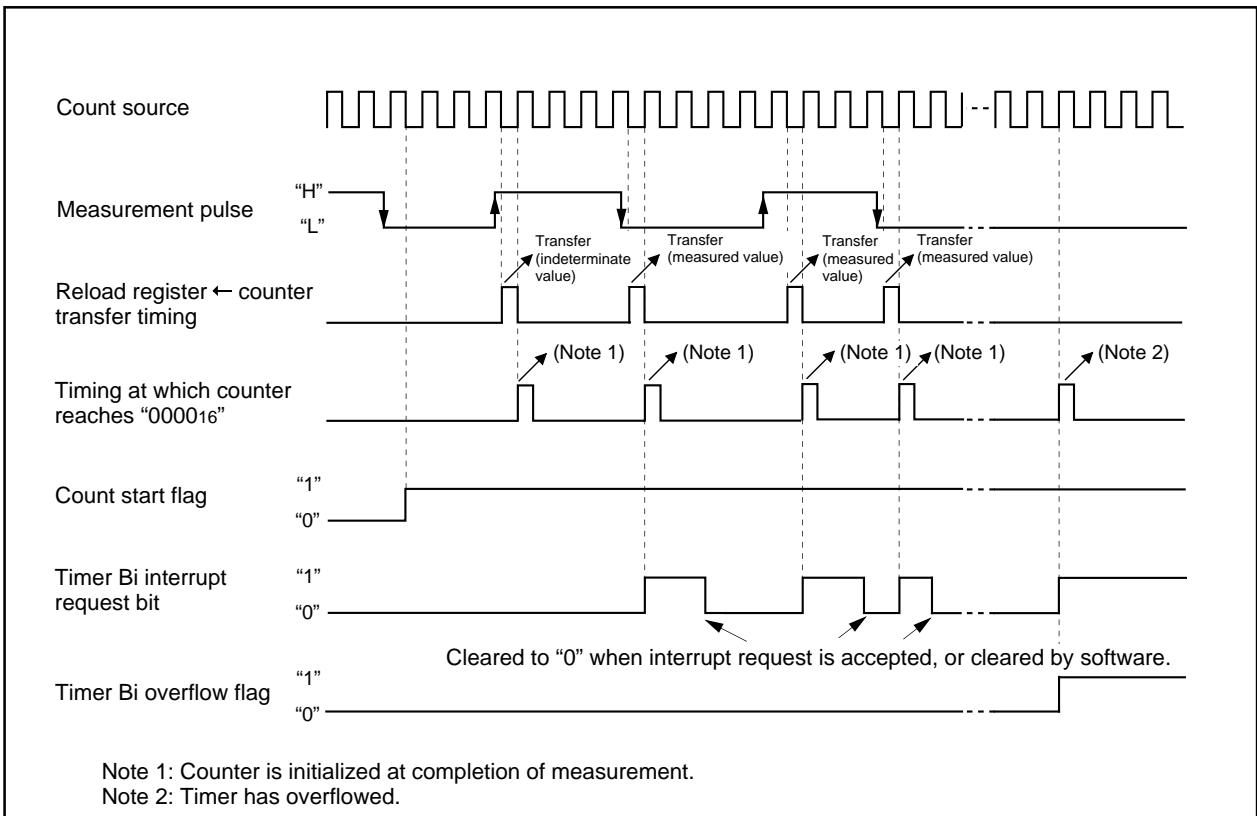 Count source
“H”
Measurement pulse
“L”
Transfer
(indeterminate
value)
Transfer
(measured value)
Transfer
(measured
value)
Transfer
(measured value)
Reload register ← counter
transfer timing
(Note 1)
(Note 1)
(Note 1)
(Note 1)
(Note 2)
Timing at which counter
reaches “000016”
Count start flag
“1”
“0”
Timer Bi interrupt
request bit
“1”
“0”
Cleared to “0” when interrupt request is accepted, or cleared by software.
Timer Bi overflow flag
“1”
“0”
Note 1: Counter is initialized at completion of measurement.
Note 2: Timer has overflowed.